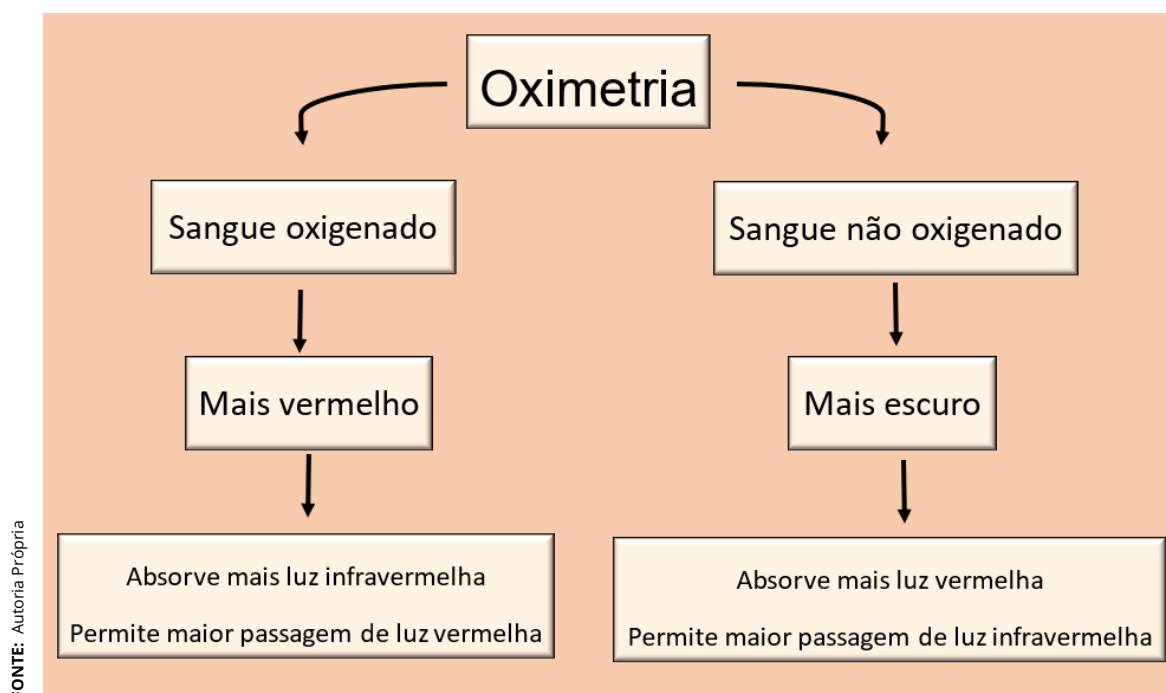 Oximetria
Sangue oxigenado
Sangue não oxigenado
Mais vermelho
Mais escuro
Absorve mais luz infravermelha
Permite maior passagem de luz vermelha
Absorve mais luz vermelha
Permite maior passagem de luz infravermelha
Autoria Própria